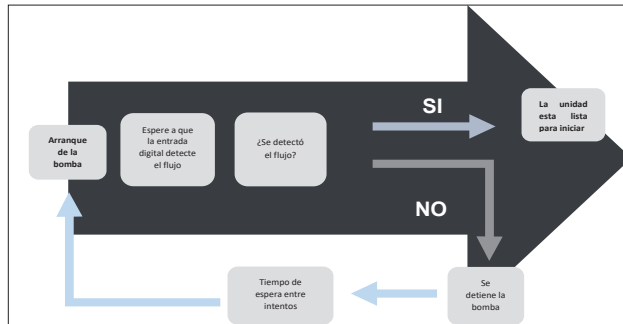 Arranque
de la
bomba
Espere a que
la entrada
digital detecte
el flujo
¿Se detectó
el flujo?
SI
La unidad
esta lista
para iniciar
NO
Se
detiene la
bomba
Tiempo de
espera entre
intentos